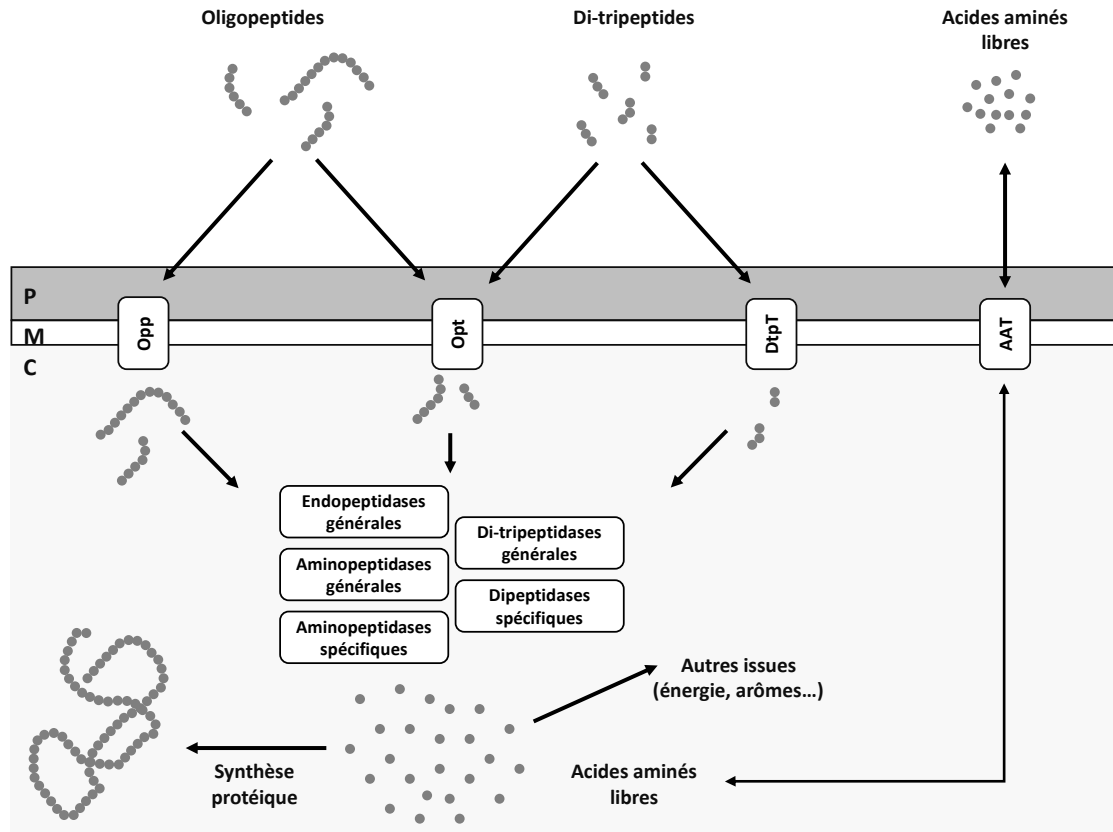 Oligopeptides
Di-tripeptides
Acides aminés
libres
P
M
C
Opp
Opt
DtpT
AAT
Endopeptidases
générales
Di-tripeptidases
générales
Aminopeptidases
générales
Dipeptidases
spécifiques
Aminopeptidases
spécifiques
Autres issues
(énergie, arômes…)
Synthèse
protéique
Acides aminés
libres